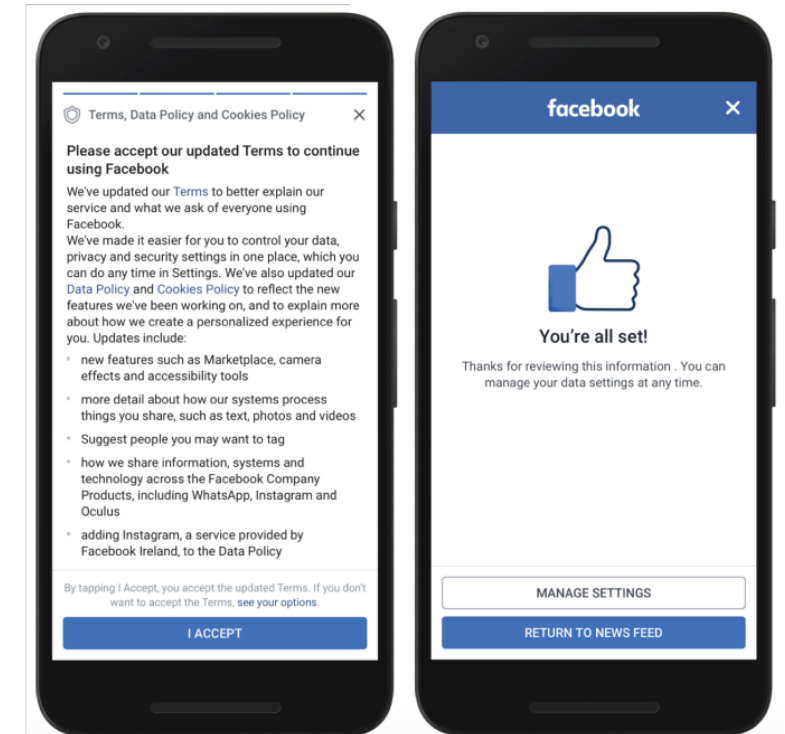 Terms, Data Policy and Cookies Policy
Please accept our updated Terms to continue
using Facebook
We've updated our Terms to better explain our
service and what we ask of everyone using
Facebook.
We've made it easier for you to control your data,
privacy and security settings in one place, which you
can do any time in Settings. We've also updated our
Data Policy and Cookies Policy to reflect the new
features we've been working on, and to explain more
about how we create a personalized experience for
you. Updates include:
new features such as Marketplace, camera
effects and accessibility tools
more detail about how our systems process
things you share, such as text, photos and videos
Suggest people you may want to tag
how we share information, systems and
technology across the Facebook Company
Products, including WhatsApp, Instagram and
Oculus
adding Instagram, a service provided by
Facebook Ireland, to the Data Policy
By tapping I Accept, you accept the updated Terms. If you don't
want to accept the Terms, see your options.
I ACCEPT
facebook
You're all set!
Thanks for reviewing this information . You can
manage your data settings at any time.
MANAGE SETTINGS
RETURN TO NEWS FEED